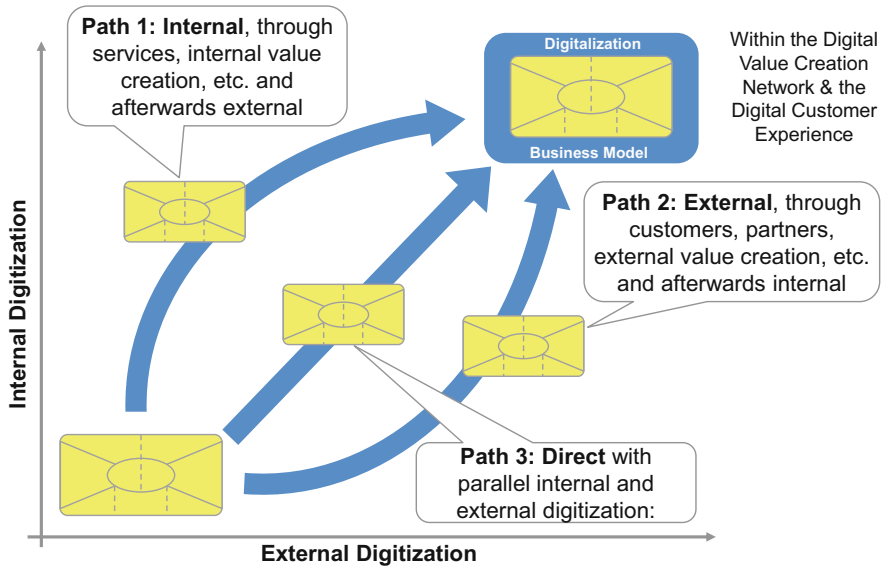 Path 1: Internal, through
services, internal value
creation, etc. and
afterwards external
Digitalization
Business Model
Within the Digital
Value Creation
Network & the
Digital Customer
Experience
Path 2: External, through
customers, partners,
external value creation, etc.
and afterwards internal
Path 3: Direct with
parallel internal and
external digitization:
Internal Digitization
External Digitization